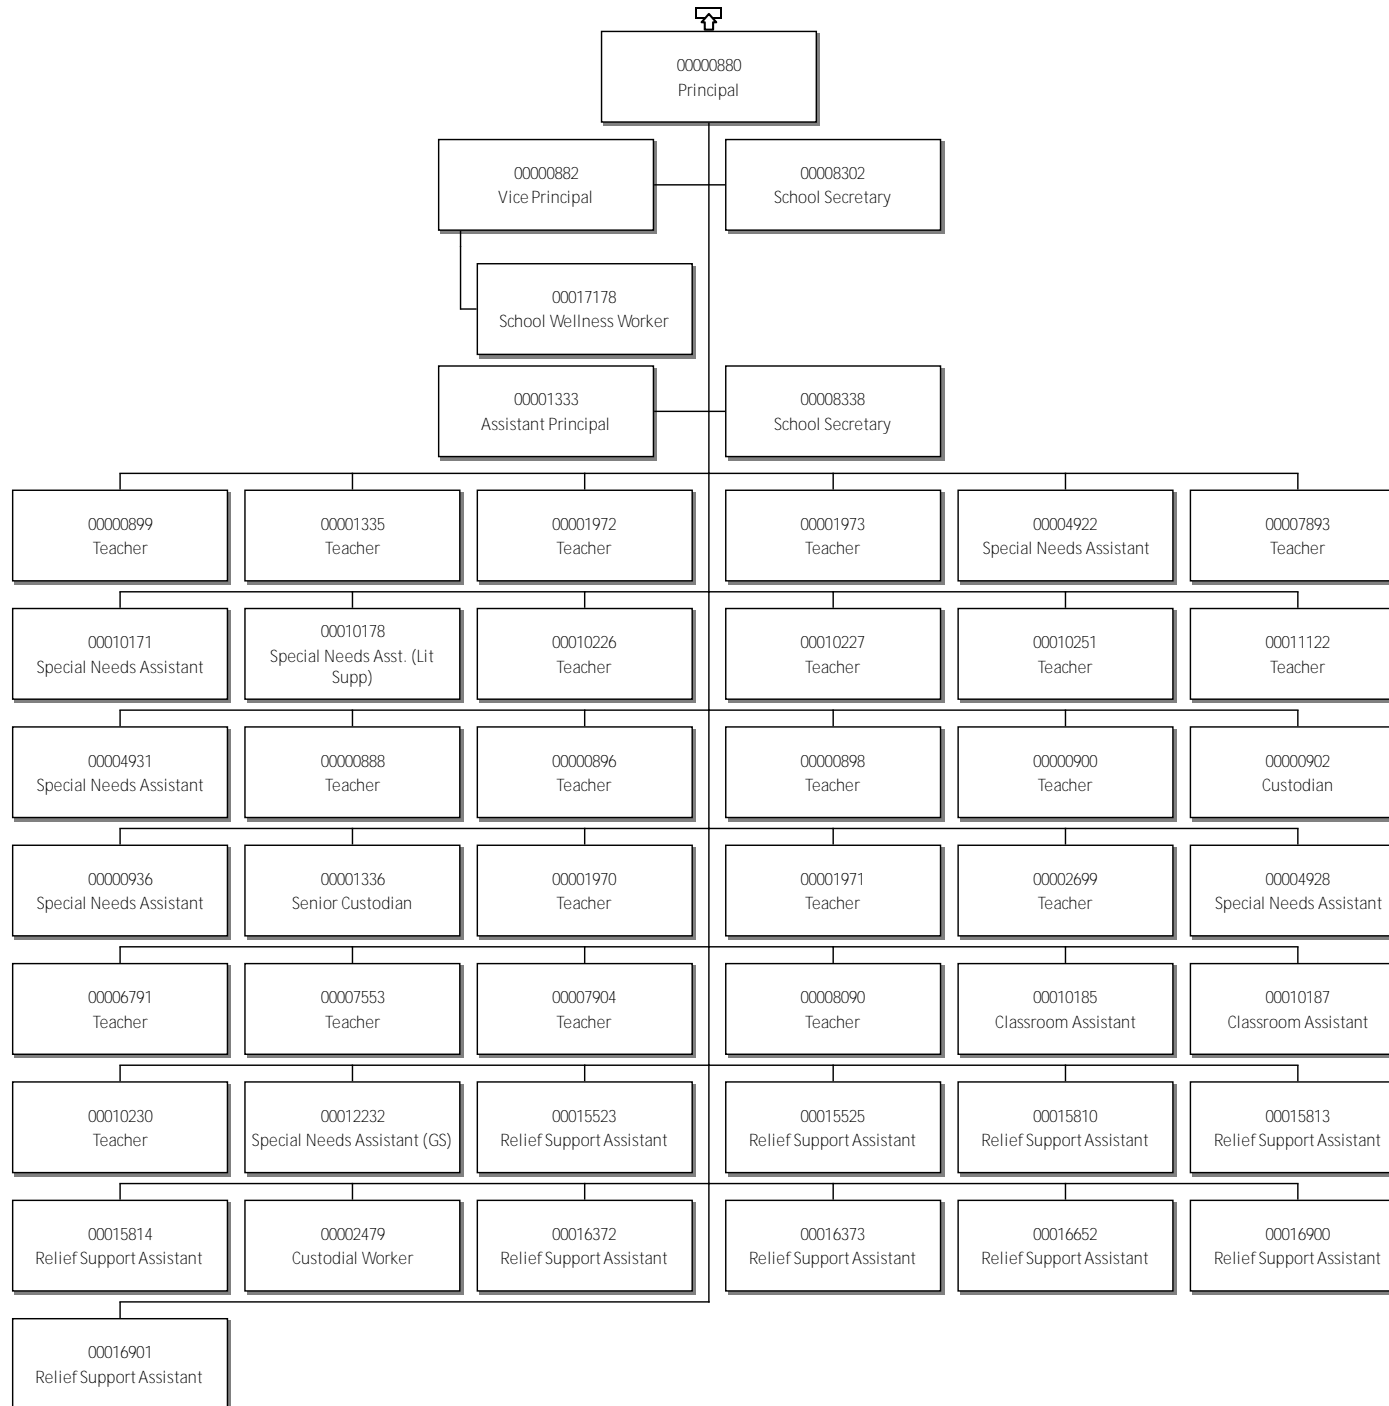 00000880
Principal
00000882
Vice Principal
00008302
School Secretary
00017178
School Wellness Worker
00001333
Assistant Principal
00008338
School Secretary
00000899
Teacher
00001335
Teacher
00001972
Teacher
00001973
Teacher
00004922
Special Needs Assistant
00007893
Teacher
00010171
Special Needs Assistant
00010178
Special Needs Asst. (Lit
Supp)
00010226
Teacher
00010227
Teacher
00010251
Teacher
00011122
Teacher
00004931
Special Needs Assistant
00000888
Teacher
00000896
Teacher
00000898
Teacher
00000900
Teacher
00000902
Custodian
00000936
Special Needs Assistant
00001336
Senior Custodian
00001970
Teacher
00001971
Teacher
00002699
Teacher
00004928
Special Needs Assistant
00006791
Teacher
00007553
Teacher
00007904
Teacher
00008090
Teacher
00010185
Classroom Assistant
00010187
Classroom Assistant
00010230
Teacher
00012232
Special Needs Assistant (GS)
00015523
Relief Support Assistant
00015525
Relief Support Assistant
00015810
Relief Support Assistant
00015813
Relief Support Assistant
00015814
Relief Support Assistant
00002479
Custodial Worker
00016372
Relief Support Assistant
00016373
Relief Support Assistant
00016652
Relief Support Assistant
00016900
Relief Support Assistant
00016901
Relief Support Assistant